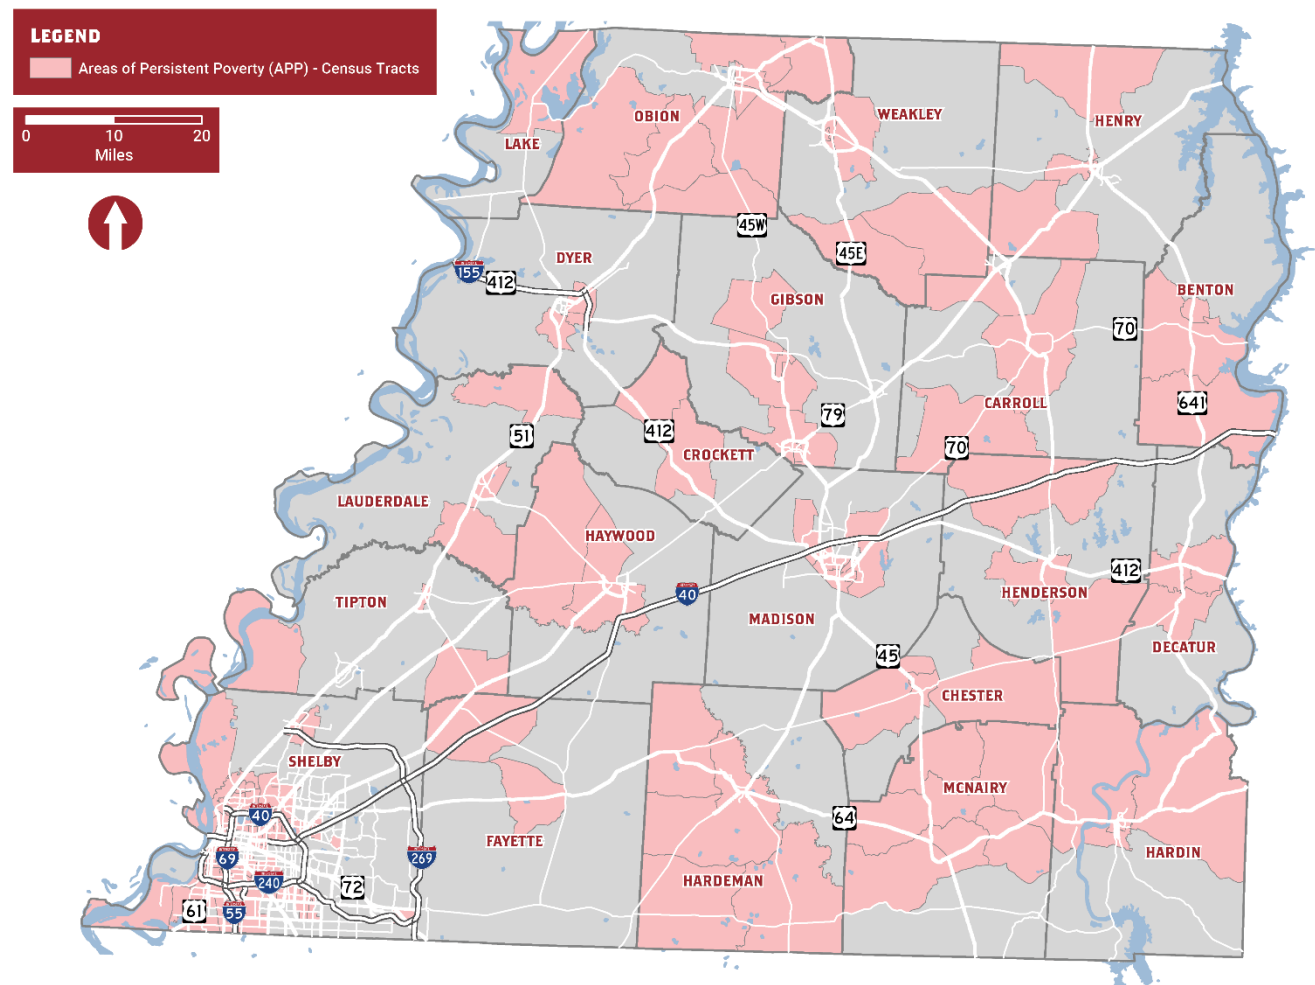 LEGEND
Areas of Persistent Poverty (APP) - Census Tracts
0 10 20
Miles
OBION
WEAKLEY
HENRY
LAKE
45W
45E
DYER
155
412
GIBSON
BENTON
70
641
CARROLL
79
51
412
CROCKETT
70
LAUDERDALE
HAYWOOD
412
40
HENDERSON
TIPTON
MADISON
DECATUR
45
CHESTER
SHELBY
MCNAIRY
40
64
FAYETTE
HARDIN
69
269
240
72
HARDEMAN
61
55